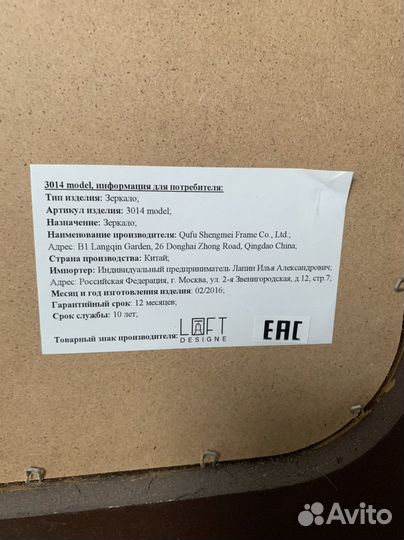 3014 model, информация для потребителя:
Тип изделия: Зеркало;
Артикул изделия: 3014 model;
Назначение: Зеркало;
Наименование производителя: Qufu Shengmei Frame Co., Ltd.;
Адрес: B1 Langqin Garden, 26 Donghai Zhong Road, Qingdao China;
Страна производства: Китай;
Импортер: Индивидуальный предприниматель Лапин Илья Александрович;
Адрес: Российская Федерация, г. Москва, ул. 2-я Звенигородская, д.12, стр.7,
Месяц и год изготовления изделия: 02/2016;
Гарантийный срок: 12 месяцев;
Срок службы: 10 лет;
Товарный знак производителя: LOFT DESIGNE EAC
Avito